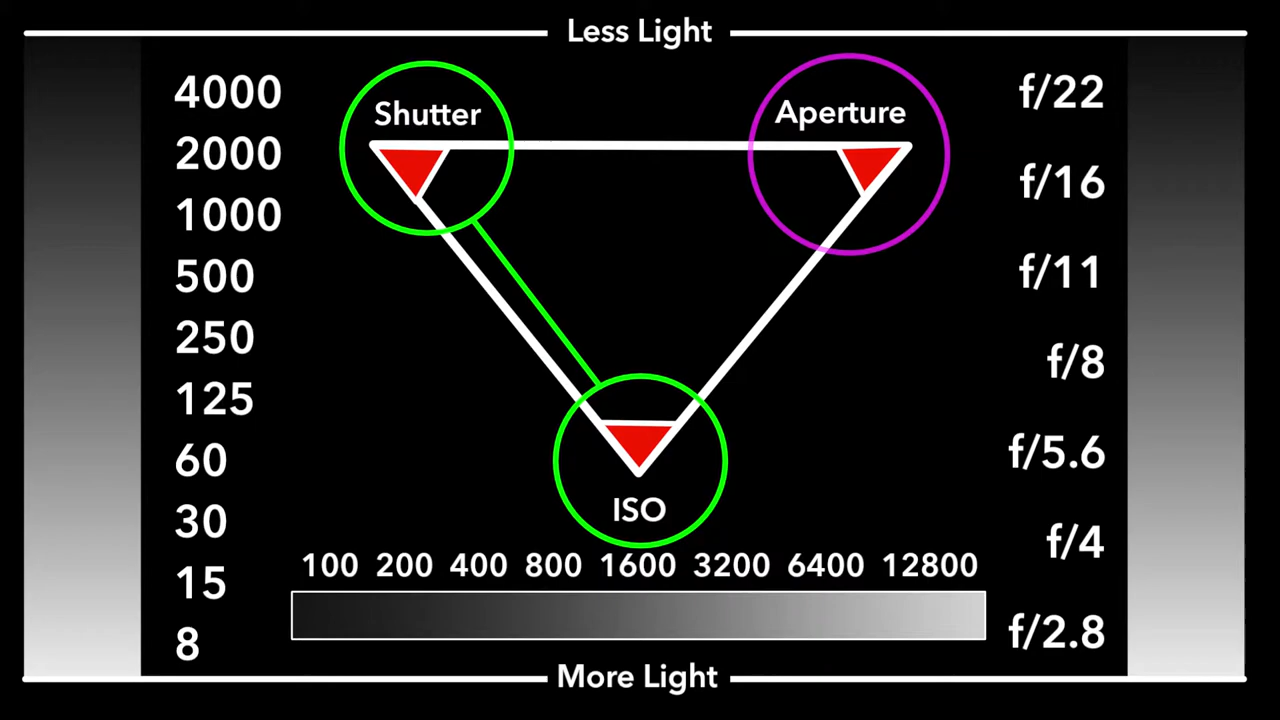 Less Light
Shutter
Aperture
4000
2000
1000
500
250
125
60
30
15
8
f/22
f/16
f/11
f/8
f/5.6
f/4
f/2.8
ISO
100 200 400 800 1600 3200 6400 12800
More Light